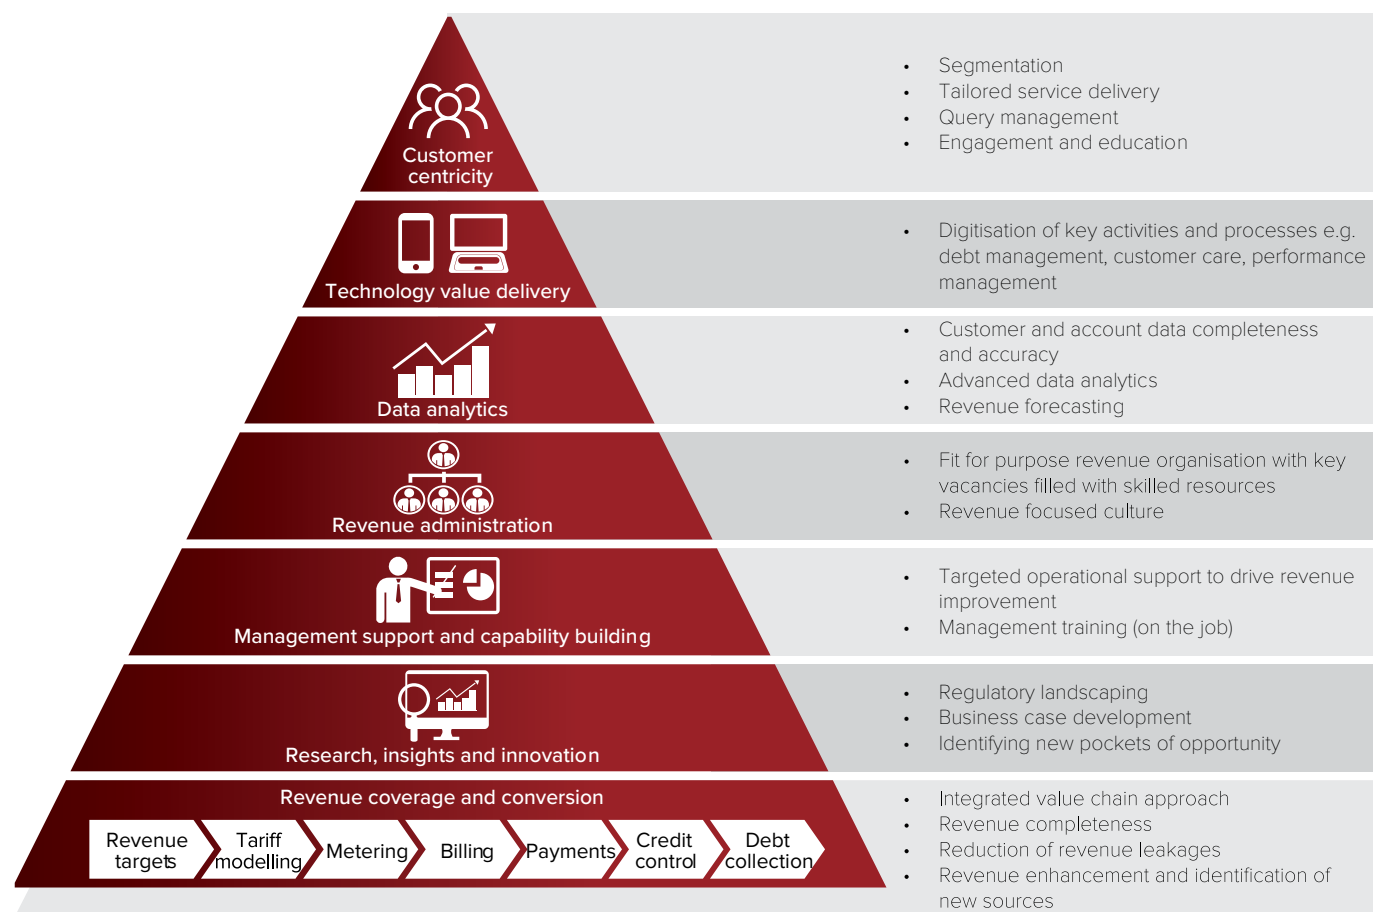 Customer
centricity
• Segmentation
• Tailored service delivery
• Query management
• Engagement and education
Technology value delivery
• Digitisation of key activities and processes e.g.
debt management, customer care, performance
management
Data analytics
• Customer and account data completeness
and accuracy
• Advanced data analytics
• Revenue forecasting
Revenue administration
• Fit for purpose revenue organisation with key
vacancies filled with skilled resources
• Revenue focused culture
Management support and capability building
• Targeted operational support to drive revenue
improvement
• Management training (on the job)
Research, insights and innovation
• Regulatory landscaping
• Business case development
• Identifying new pockets of opportunity
Revenue coverage and conversion
Revenue
targets
Tariff
modelling
Metering
Billing
Payments
Credit
control
Debt
collection
• Integrated value chain approach
• Revenue completeness
• Reduction of revenue leakages
• Revenue enhancement and identification of
new sources